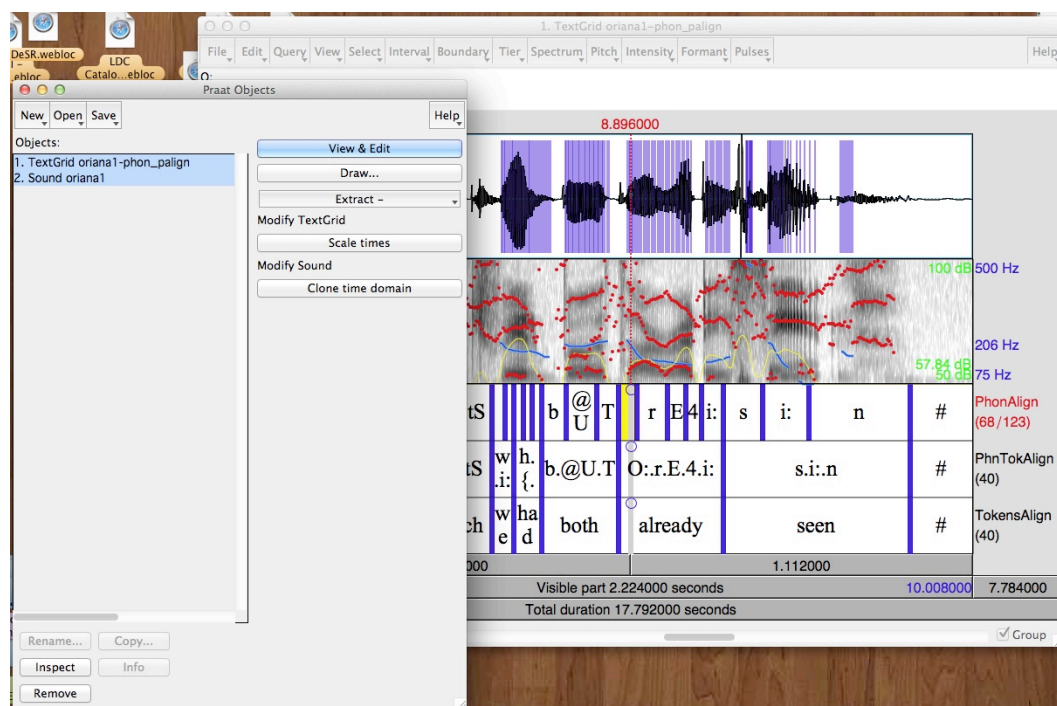 DeSR.webloc
LDC
Catalo...ebloc
ebloc
1. TextGrid oriana1-phon_palign
File Edit Query View Select Interval Boundary Tier Spectrum Pitch Intensity Formant Pulses Help
Praat Objects
New Open Save Help
Objects:
1. TextGrid oriana1-phon_palign
2. Sound oriana1
View & Edit
Draw...
Extract -
Modify TextGrid
Scale times
Modify Sound
Clone time domain
Rename... Copy...
Inspect Info
Remove
8.896000
100 dB 500 Hz
206 Hz
57.84 dB
50 dB 75 Hz
tS b @ U T r E 4 i: s i: n # PhonAlign
(68/123)
tS w .i: h. {. b.@U.T O:.r.E.4.i: s.i:.n # PhnTokAlign
(40)
ch we had both already seen # TokensAlign
(40)
000 1.112000
Visible part 2.224000 seconds 10.008000 7.784000
Total duration 17.792000 seconds
Group